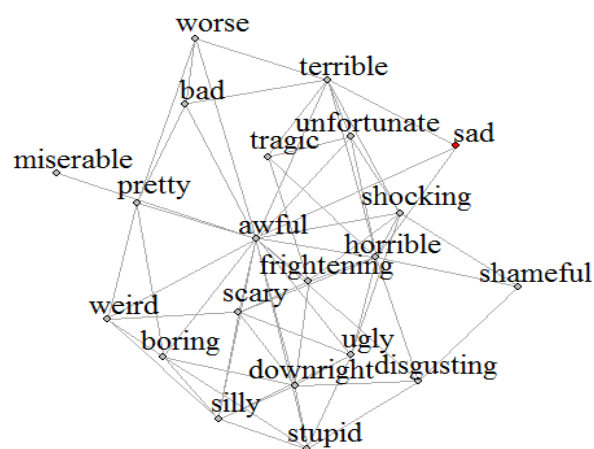 worse
terrible
bad
unfortunate
sad
tragic
miserable
pretty
shocking
awful
horrible
frightening
shameful
scary
weird
boring
ugly
downright
disgusting
silly
stupid